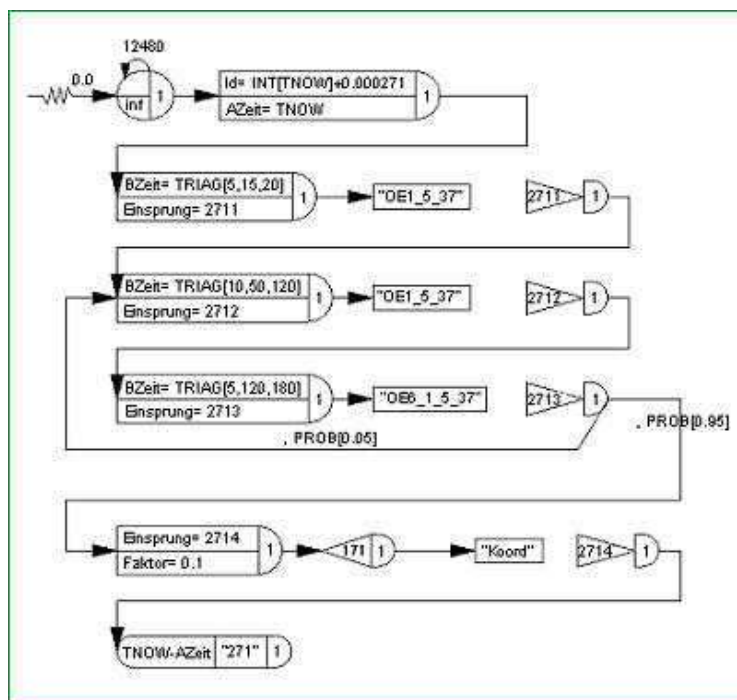 12480
0.0
inf 1
Id= INT[TNOW]+0.000271
AZeit= TNOW
1
BZeit= TRIAG[5,15,20]
Einsprung= 2711
1
"OE1_5_37"
2711 1
BZeit= TRIAG[10,50,120]
Einsprung= 2712
1
"OE1_5_37"
2712 1
BZeit= TRIAG[5,120,180]
Einsprung= 2713
1
"OE6_1_5_37"
2713 1
, PROB[0.95]
, PROB[0.05]
Einsprung= 2714
Faktor= 0.1
1
171 1
"Koord"
2714 1
TNOW-AZeit "271" 1